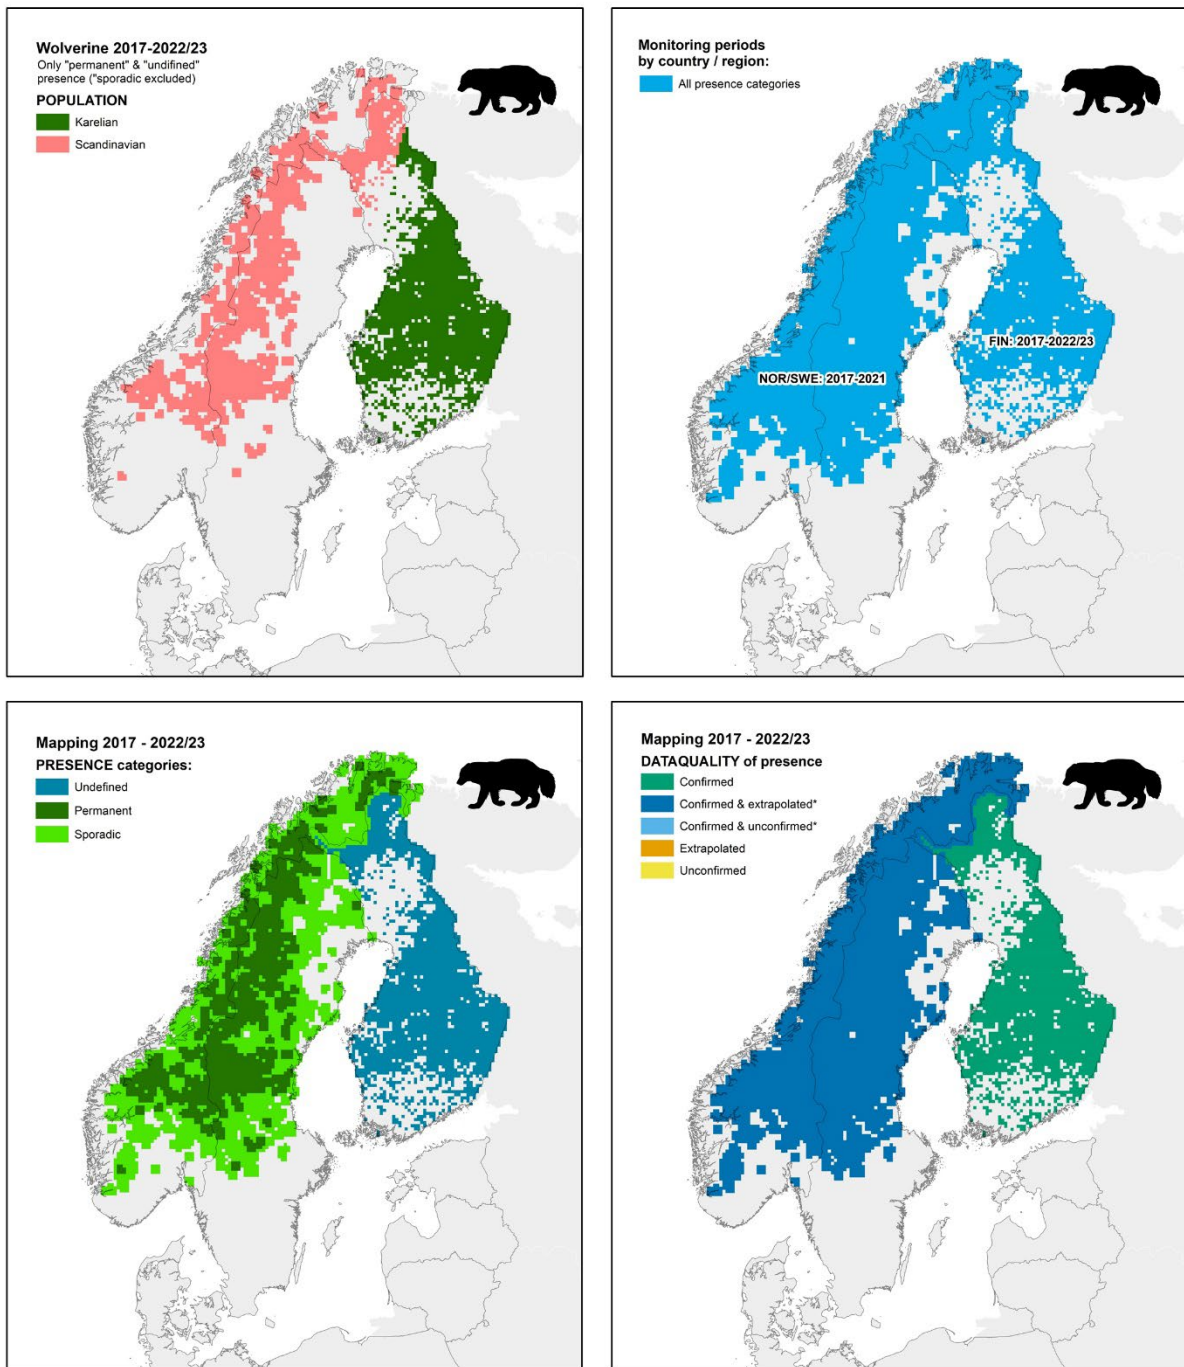 Wolverine 2017-2022/23
Only "permanent" & "undifined"
presence ("sporadic excluded)
POPULATION
Karelian
Scandinavian
Monitoring periods
by country / region:
All presence categories
FIN: 2017-2022/23
NOR/SWE: 2017-2021
Mapping 2017 - 2022/23
PRESENCE categories:
Undefined
Permanent
Sporadic
Mapping 2017 - 2022/23
DATAQUALITY of presence
Confirmed
Confirmed & extrapolated*
Confirmed & unconfirmed*
Extrapolated
Unconfirmed